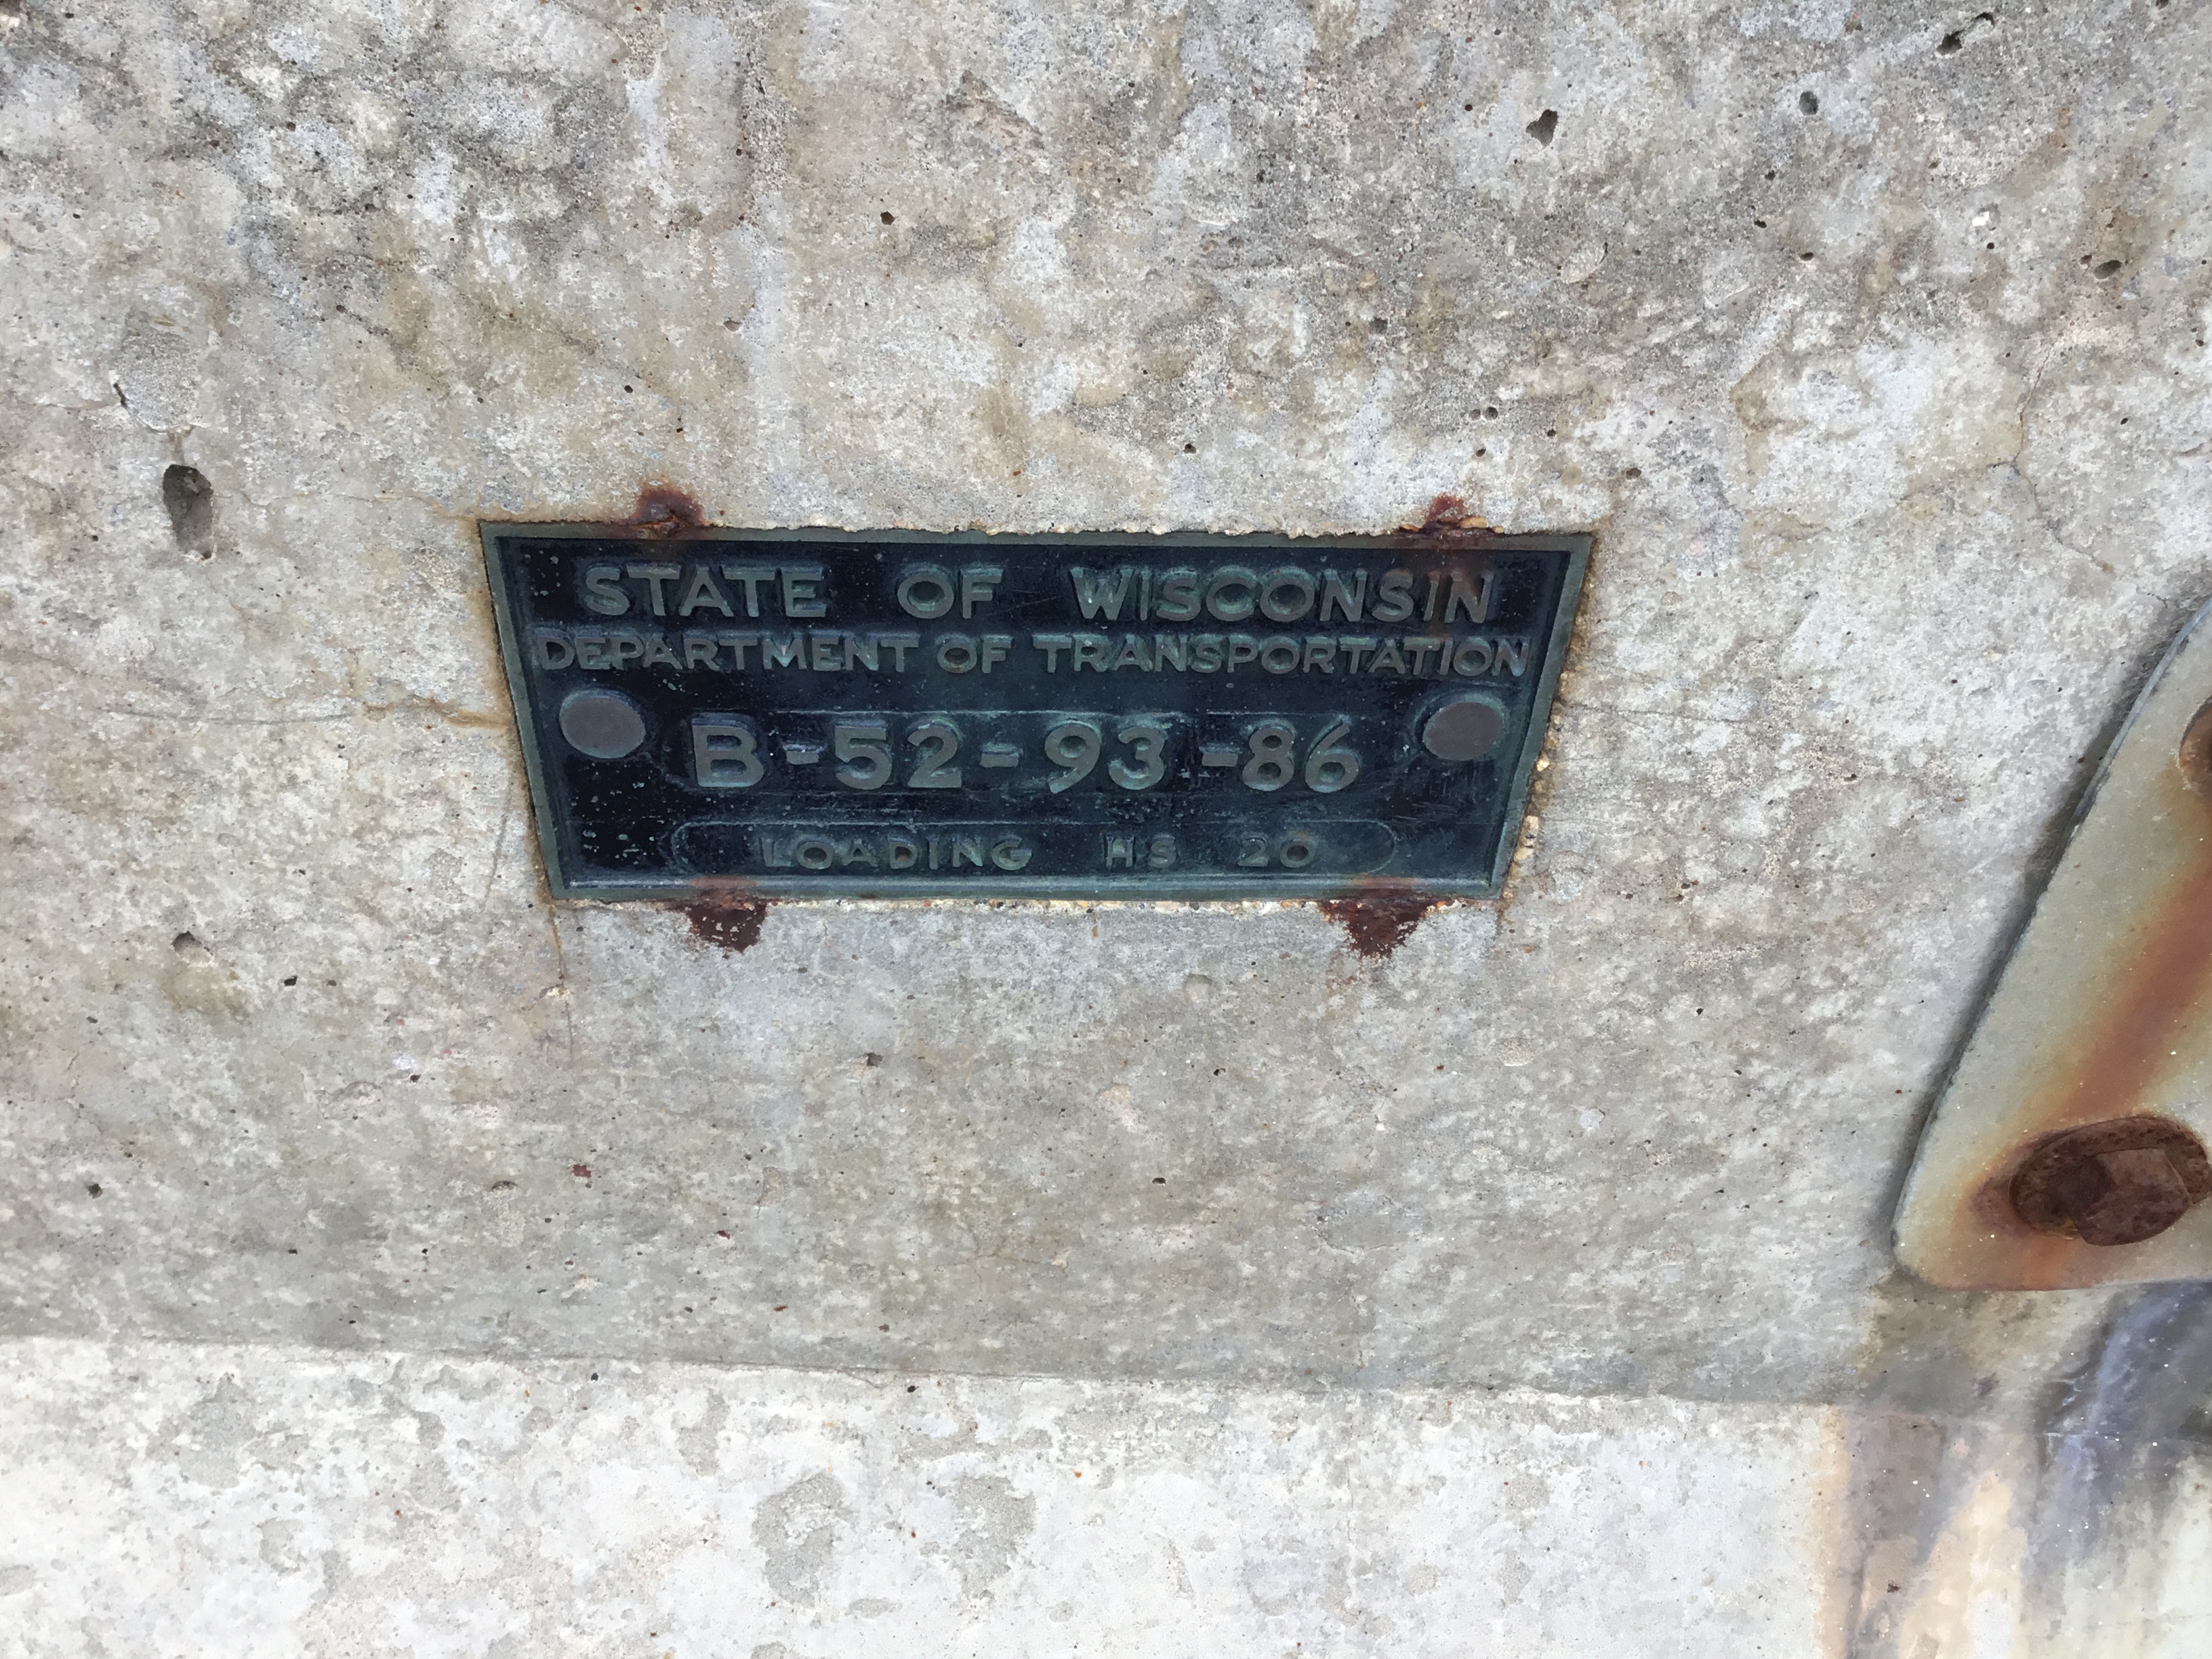 STATE OF WISCONSIN
DEPARTMENT OF TRANSPORTATION
B-52-93-86
LOADING HS 20